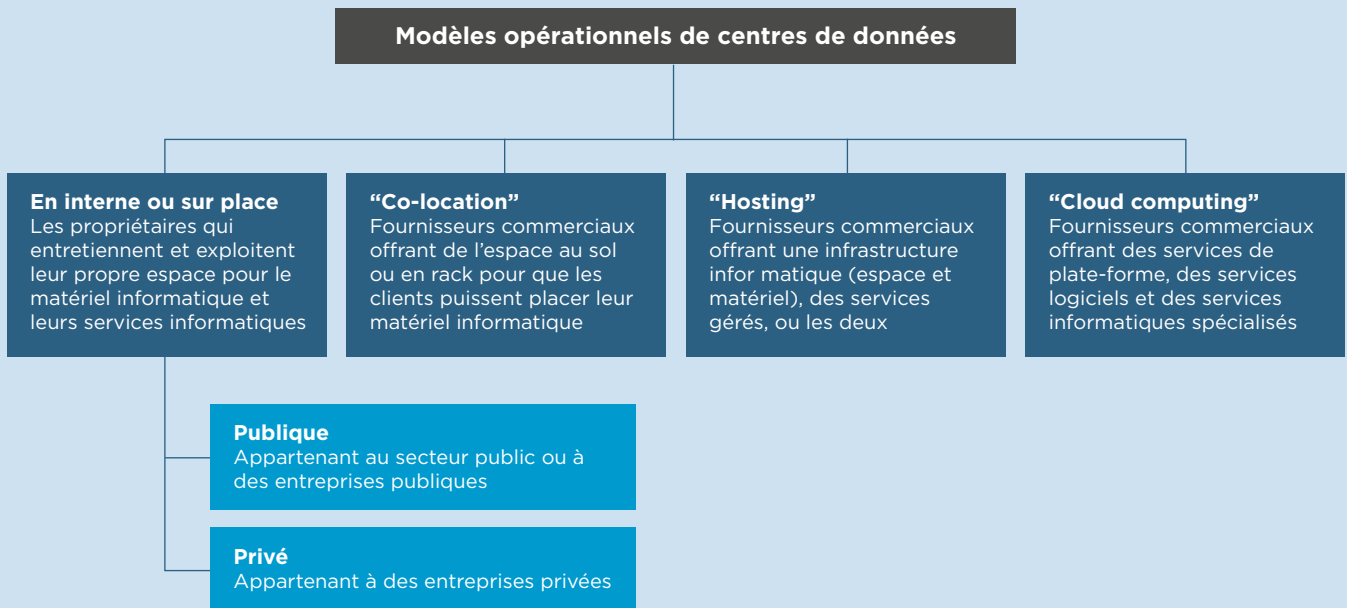 Modèles opérationnels de centres de données
En interne ou sur place
Les propriétaires qui
entretiennent et exploitent
leur propre espace pour le
matériel informatique et
leurs services informatiques
“Co-location”
Fournisseurs commerciaux
offrant de l’espace au sol
ou en rack pour que les
clients puissent placer leur
matériel informatique
“Hosting”
Fournisseurs commerciaux
offrant une infrastructure
infor matique (espace et
matériel), des services
gérés, ou les deux
“Cloud computing”
Fournisseurs commerciaux
offrant des services de
plate-forme, des services
logiciels et des services
informatiques spécialisés
Publique
Appartenant au secteur public ou à
des entreprises publiques
Privé
Appartenant à des entreprises privées